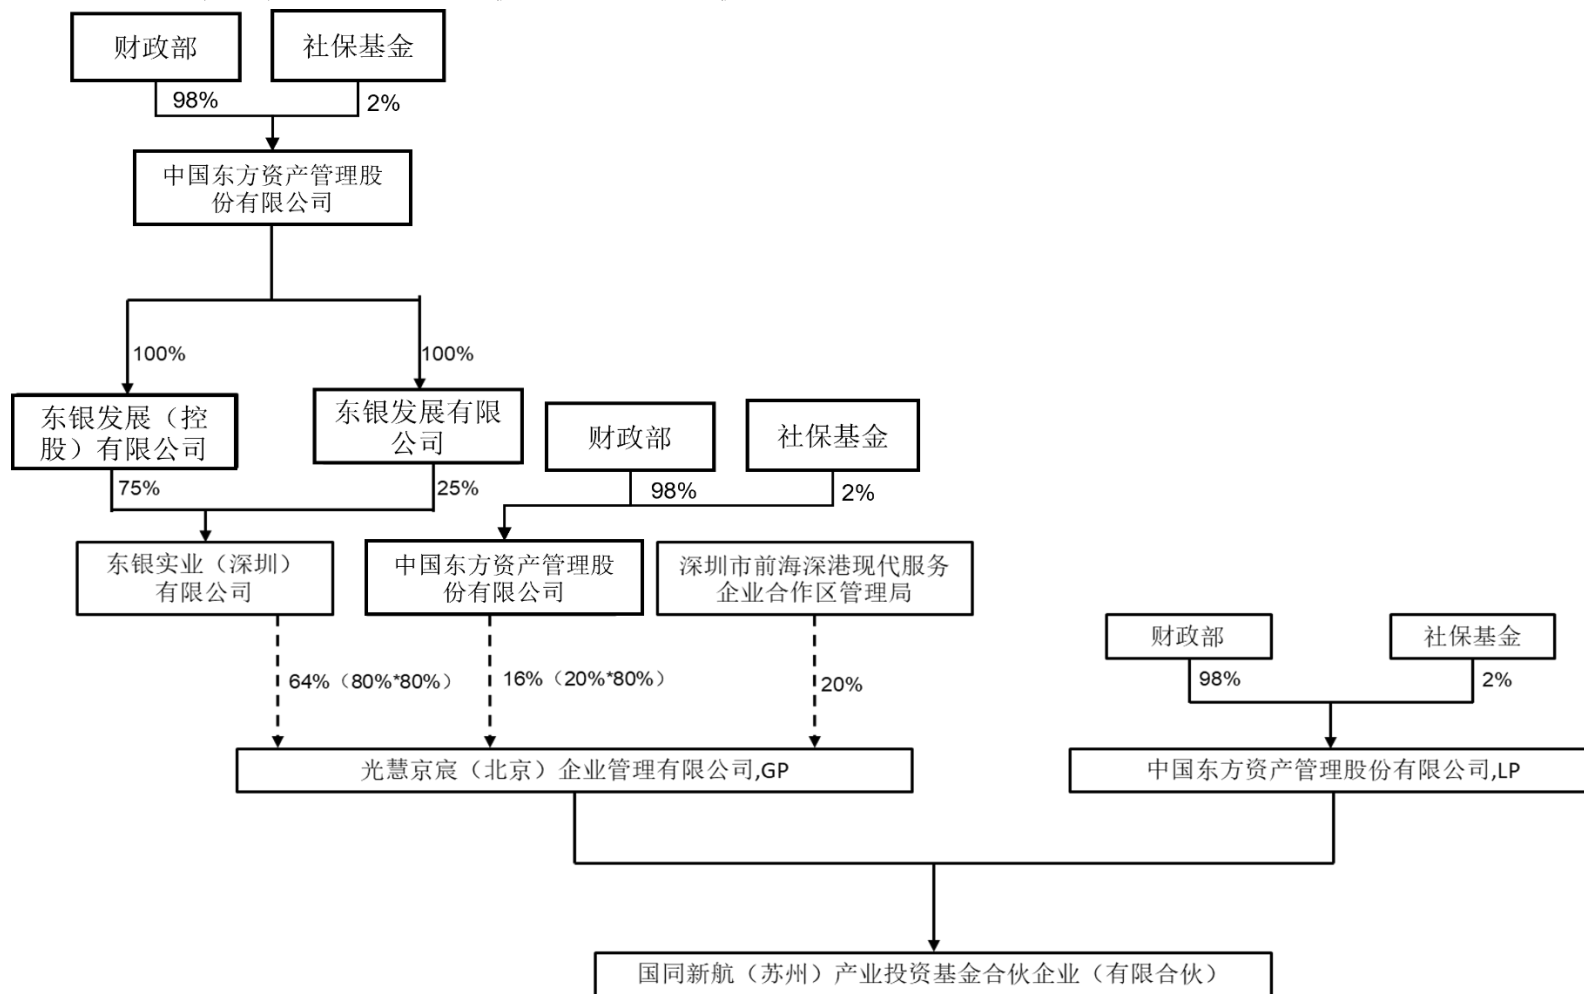 财政部
社保基金
98%
2%
中国东方资产管理股
份有限公司
100%
100%
东银发展（控
股）有限公司
东银发展有限
公司
财政部
社保基金
75%
25%
98%
2%
东银实业（深圳）
有限公司
中国东方资产管理股
份有限公司
深圳市前海深港现代服务
企业合作区管理局
财政部
社保基金
64%（80%*80%）
16%（20%*80%）
20%
98%
2%
光慧京宸（北京）企业管理有限公司,GP
中国东方资产管理股份有限公司,LP
国同新航（苏州）产业投资基金合伙企业（有限合伙）